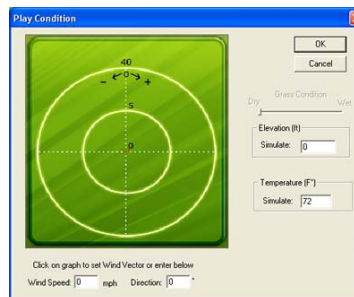 Play Condition
OK
Cancel
40
- 0 +
5
0
Grass Condition
Dry Wet
Elevation (ft)
Simulate: 0
Temperature (F°)
Simulate: 72
Click on graph to set Wind Vector or enter below
Wind Speed: 0 mph Direction: 0 °